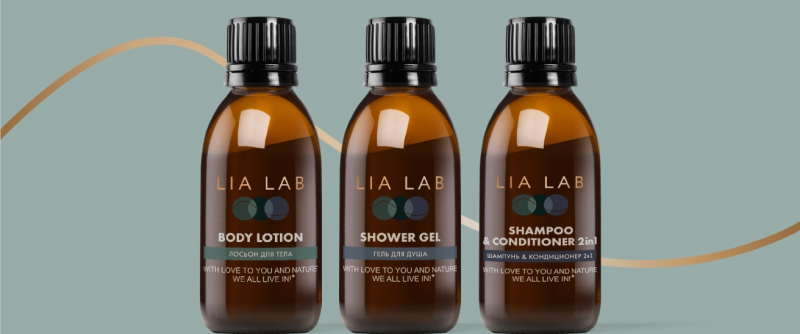 LIA LAB
BODY LOTION
ЛОСЬОН ДЛЯ ТЕЛА
WITH LOVE TO YOU AND NATURE
WE ALL LIVE IN!*
LIA LAB
SHOWER GEL
ГЕЛЬ ДЛЯ ДУША
WITH LOVE TO YOU AND NATURE
WE ALL LIVE IN!*
LIA LAB
SHAMPOO
& CONDITIONER 2in1
ШАМПУНЬ & КОНДИЦИОНЕР 2в1
WITH LOVE TO YOU AND NATURE
WE ALL LIVE IN!*